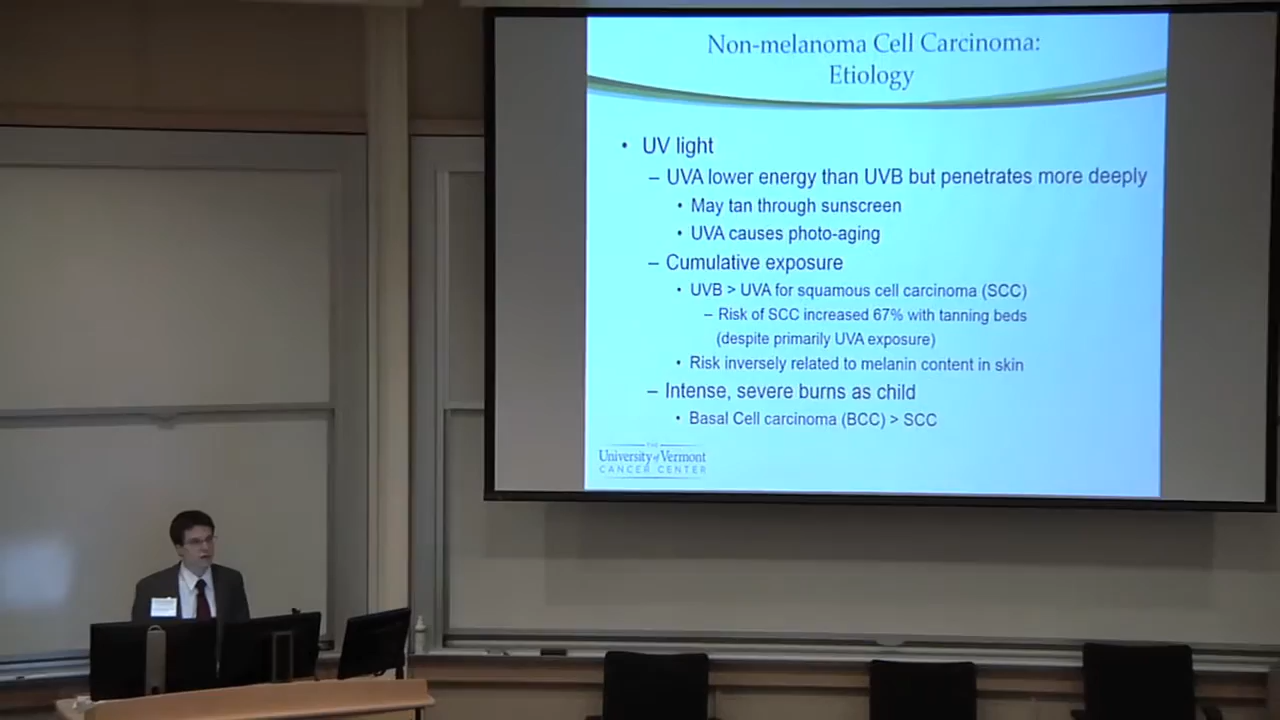 Non-melanoma Cell Carcinoma:
Etiology
• UV light
– UVA lower energy than UVB but penetrates more deeply
• May tan through sunscreen
• UVA causes photo-aging
– Cumulative exposure
• UVB > UVA for squamous cell carcinoma (SCC)
– Risk of SCC increased 67% with tanning beds
(despite primarily UVA exposure)
• Risk inversely related to melanin content in skin
– Intense, severe burns as child
• Basal Cell carcinoma (BCC) > SCC
THE
University of Vermont
CANCER CENTER